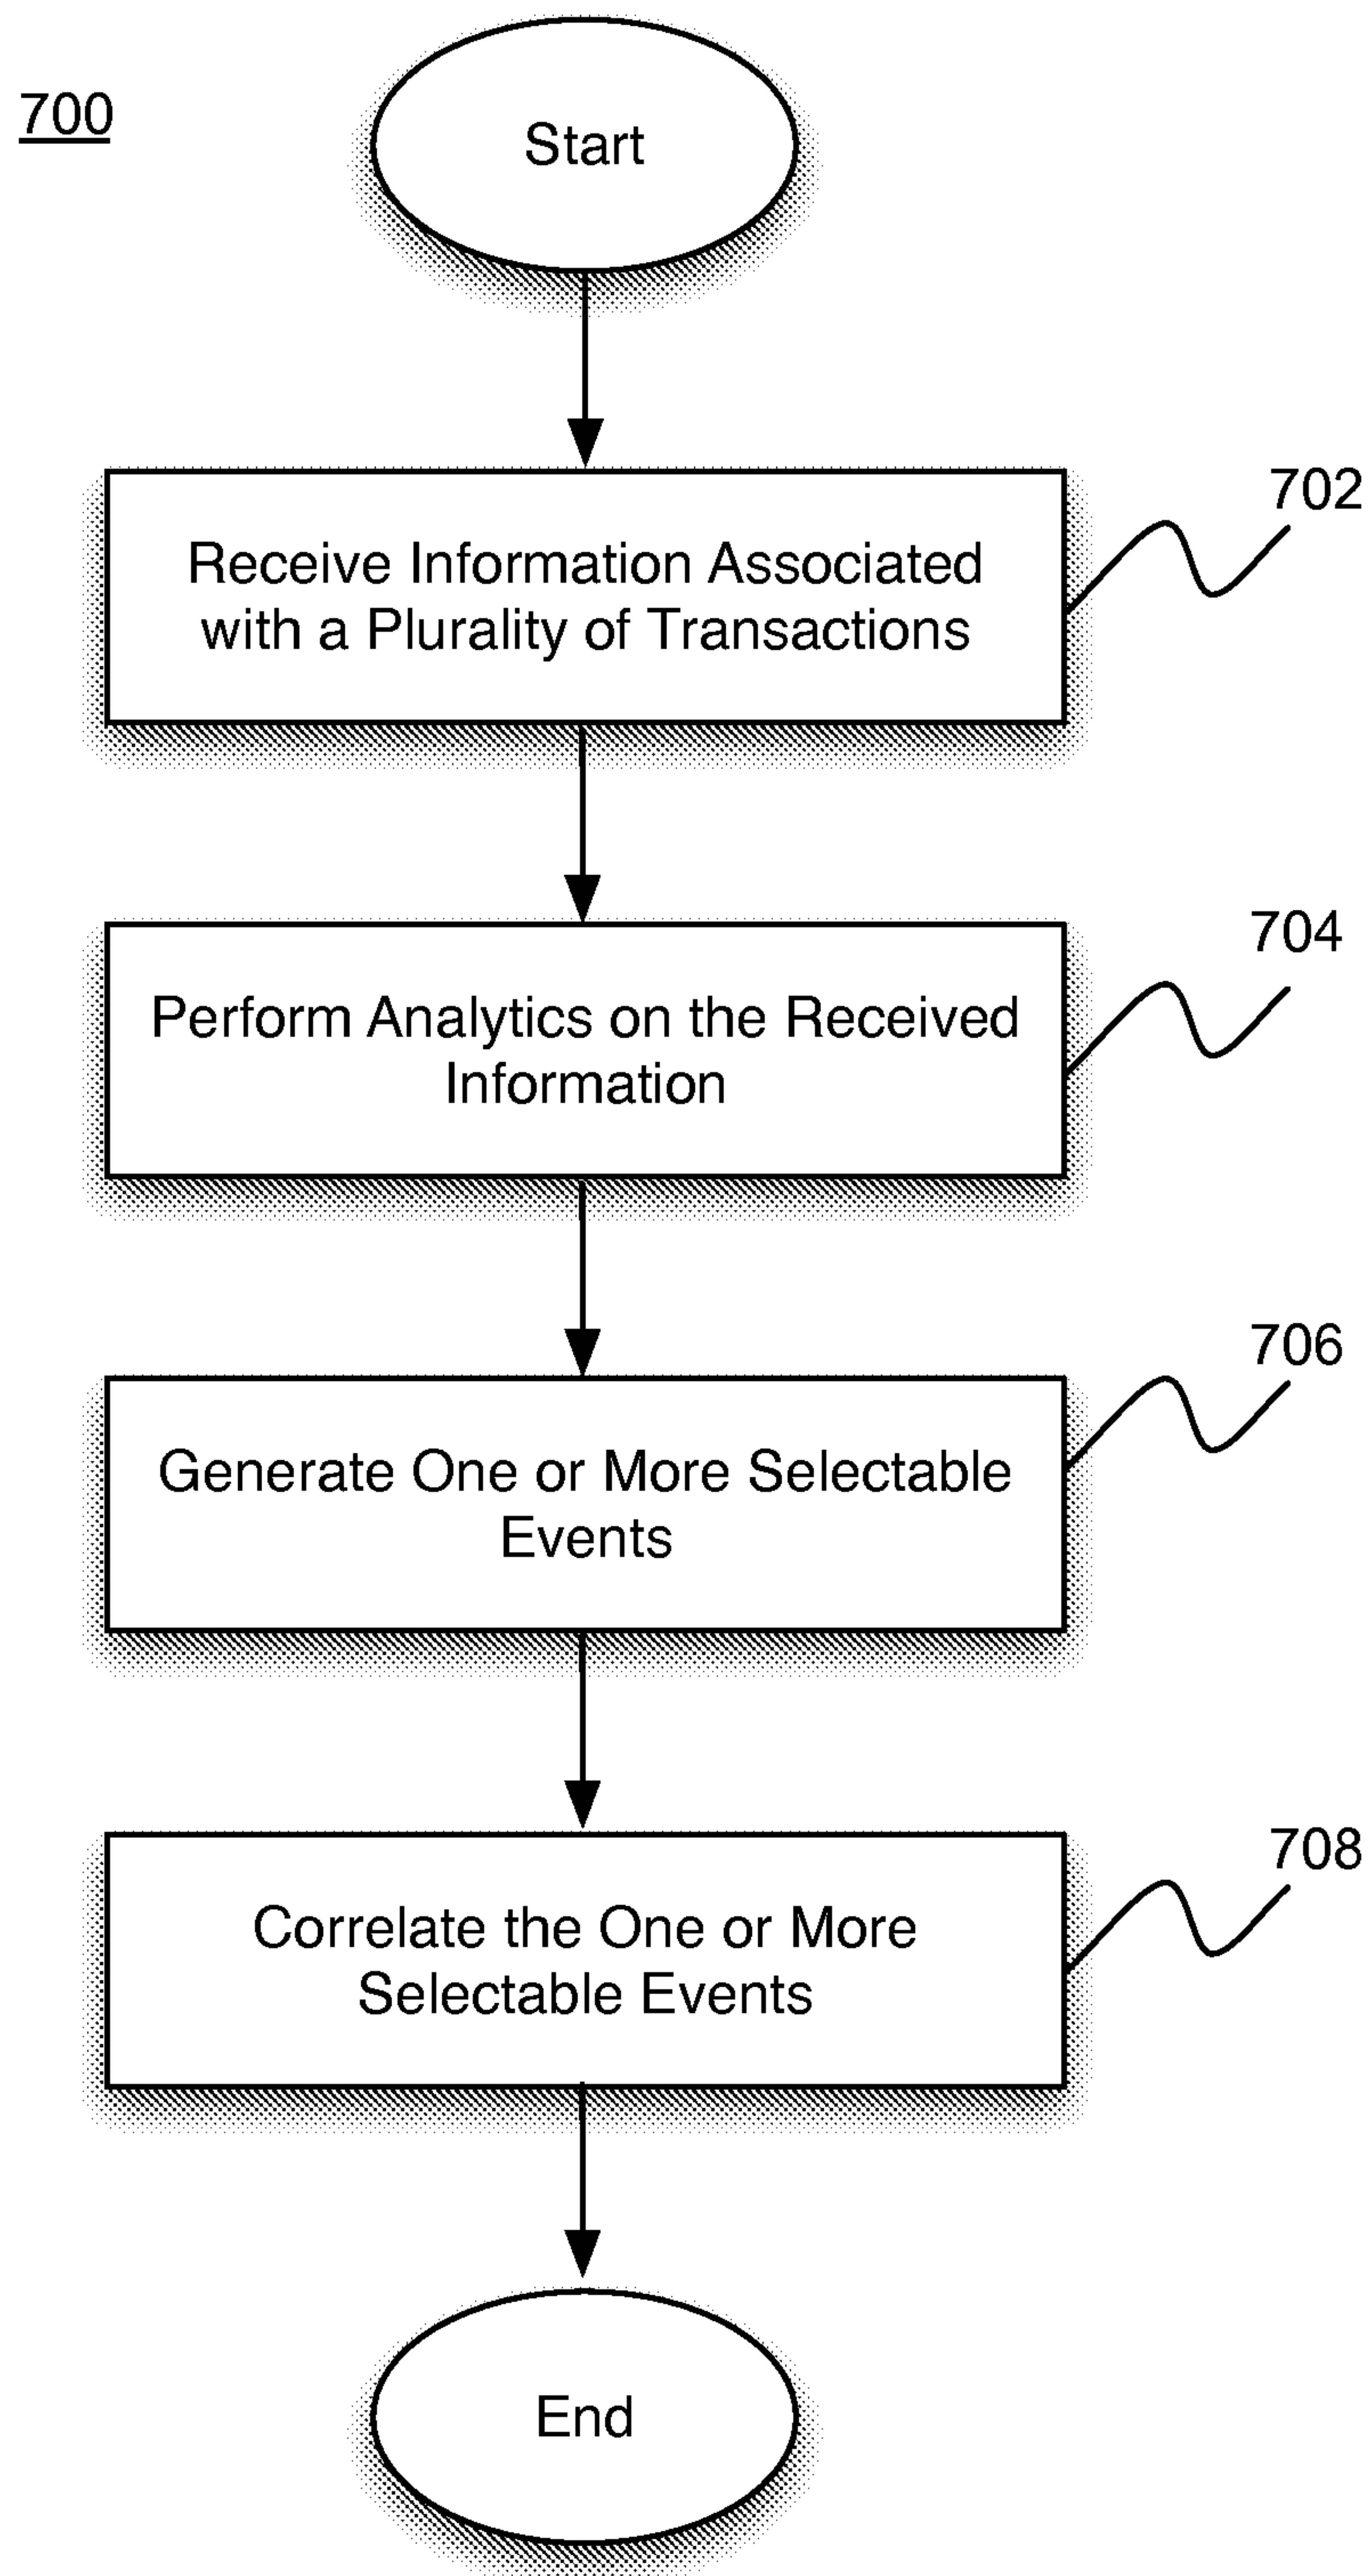 700
Start
702
Receive Information Associated
with a Plurality of Transactions
704
Perform Analytics on the Received
Information
706
Generate One or More Selectable
Events
708
Correlate the One or More
Selectable Events
End